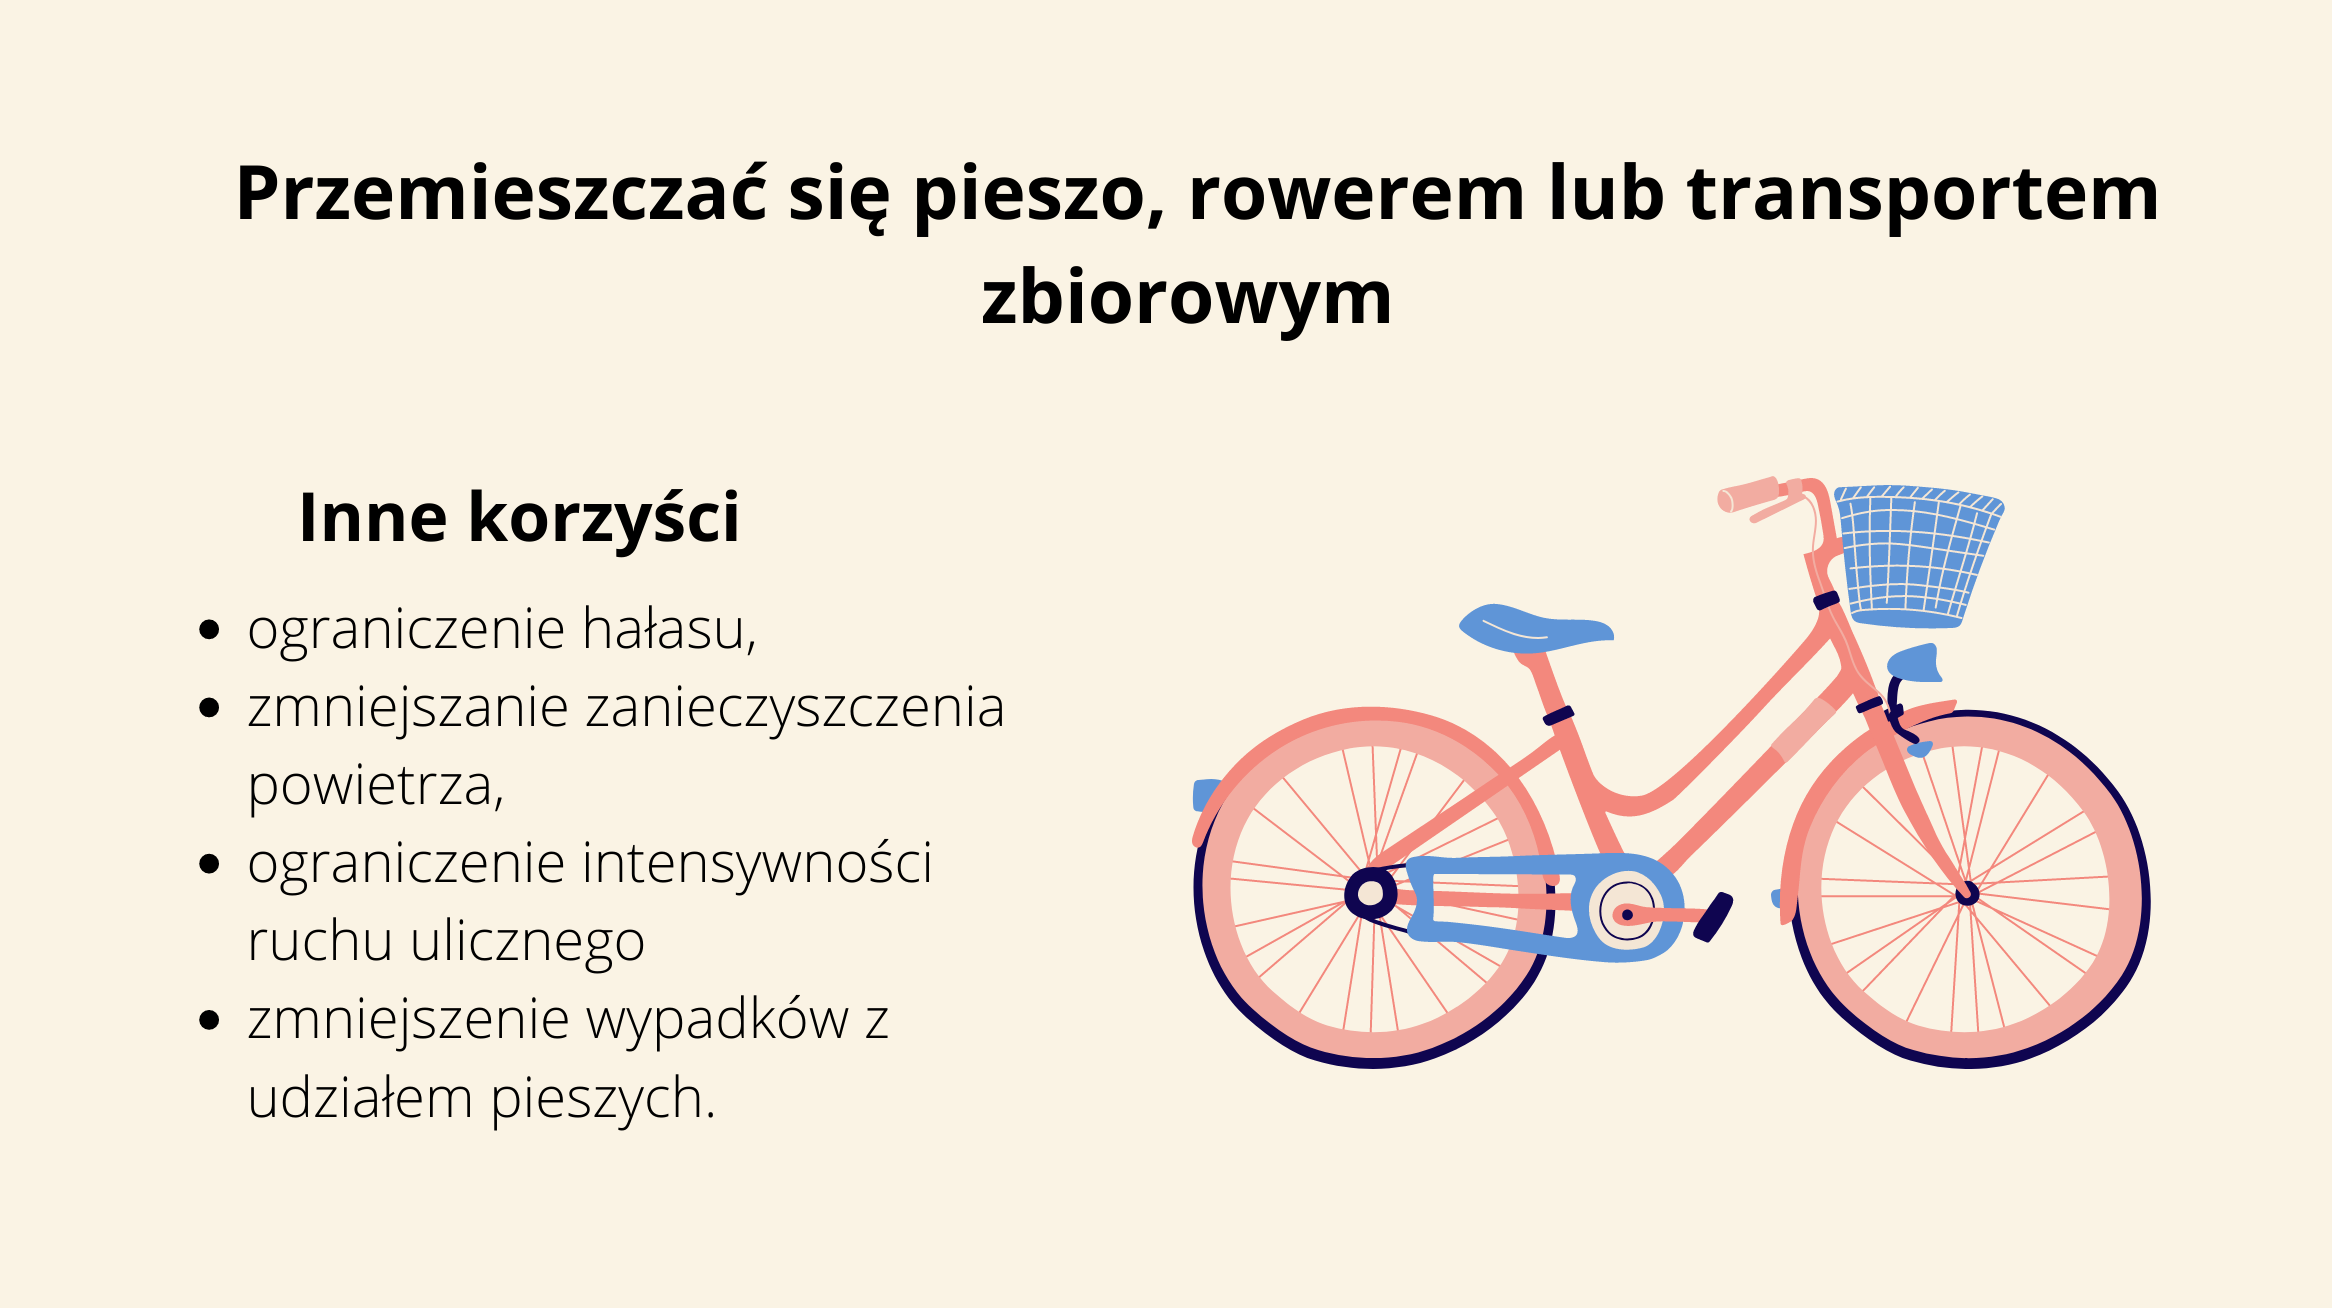 Przemieszczać się pieszo, rowerem lub transportem
zbiorowym
Inne korzyści
• ograniczenie hałasu,
• zmniejszanie zanieczyszczenia
powietrza,
• ograniczenie intensywności
ruchu ulicznego
• zmniejszenie wypadków z
udziałem pieszych.